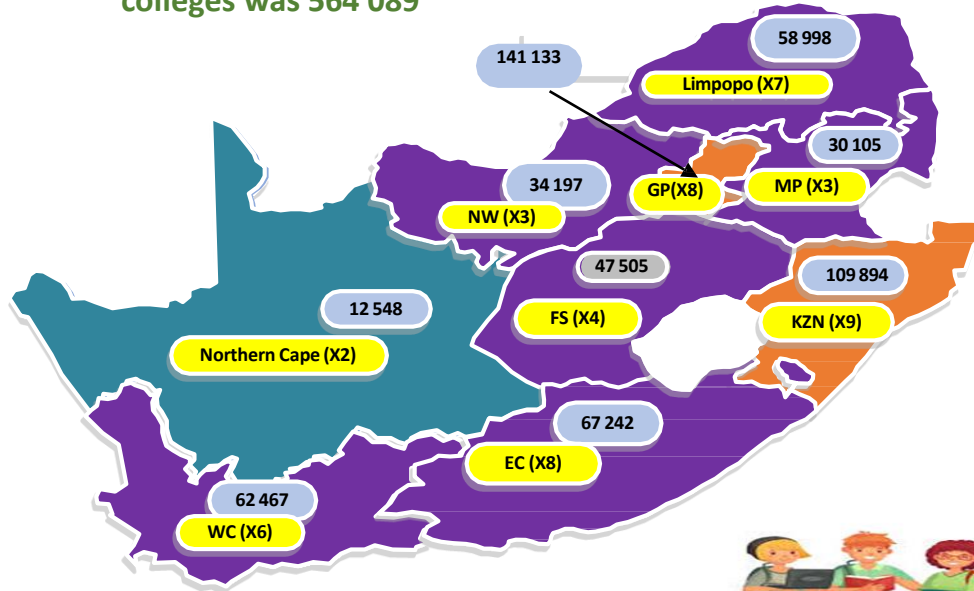 colleges was 564 089
58 998
141 133
Limpopo (X7)
30 105
34 197
GP(X8)
MP (X3)
NW (X3)
47 505
109 894
12 548
FS (X4)
KZN (X9)
Northern Cape (X2)
67 242
EC (X8)
62 467
WC (X6)